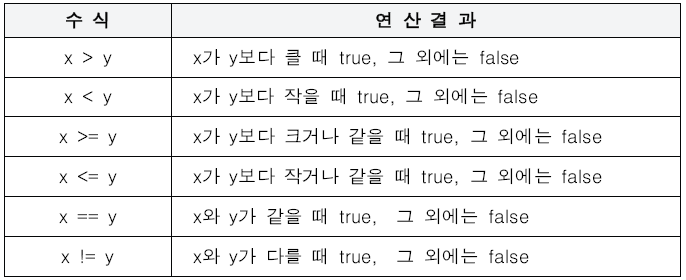 수 식 연 산 결 과
x > y x가 y보다 클 때 true, 그 외에는 false
x < y x가 y보다 작을 때 true, 그 외에는 false
x >= y x가 y보다 크거나 같을 때 true, 그 외에는 false
x <= y x가 y보다 작거나 같을 때 true, 그 외에는 false
x == y x와 y가 같을 때 true, 그 외에는 false
x != y x와 y가 다를 때 true, 그 외에는 false